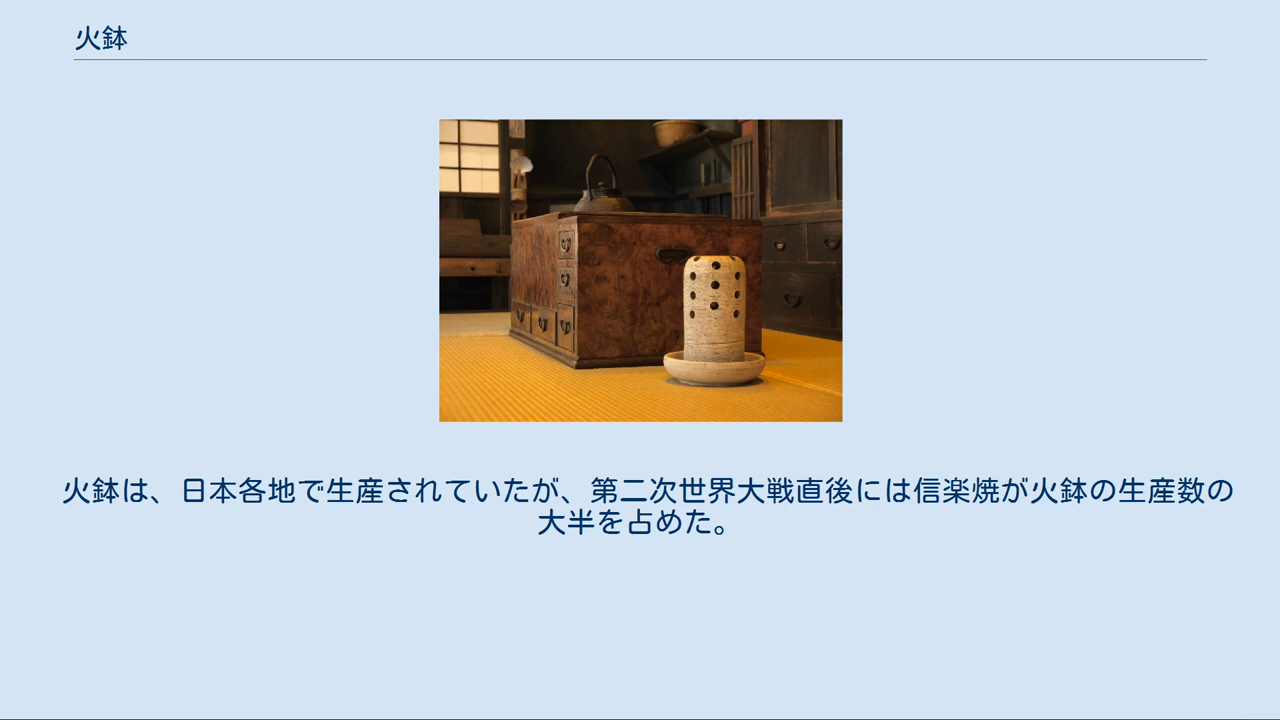 火鉢
火鉢は、日本各地で生産されていたが、第二次世界大戦直後には信楽焼が火鉢の生産数の
大半を占めた。